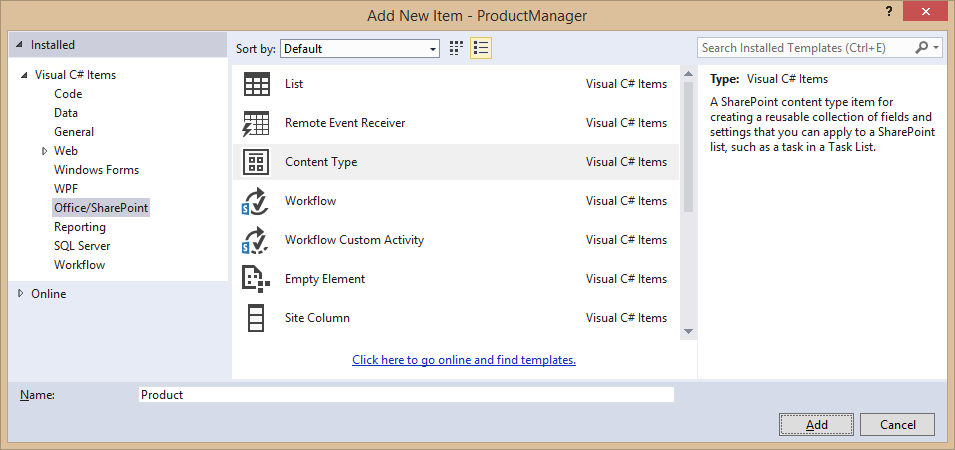 Add New Item - ProductManager
?
Installed
Sort by: Default
Search Installed Templates (Ctrl+E)
Visual C# Items
Code
Data
General
Web
Windows Forms
WPF
Office/SharePoint
Reporting
SQL Server
Workflow
Online
List Visual C# Items
Remote Event Receiver Visual C# Items
Content Type Visual C# Items
Workflow Visual C# Items
Workflow Custom Activity Visual C# Items
Empty Element Visual C# Items
Site Column Visual C# Items
Click here to go online and find templates.
Type: Visual C# Items
A SharePoint content type item for
creating a reusable collection of fields and
settings that you can apply to a SharePoint
list, such as a task in a Task List.
Name: Product
Add Cancel